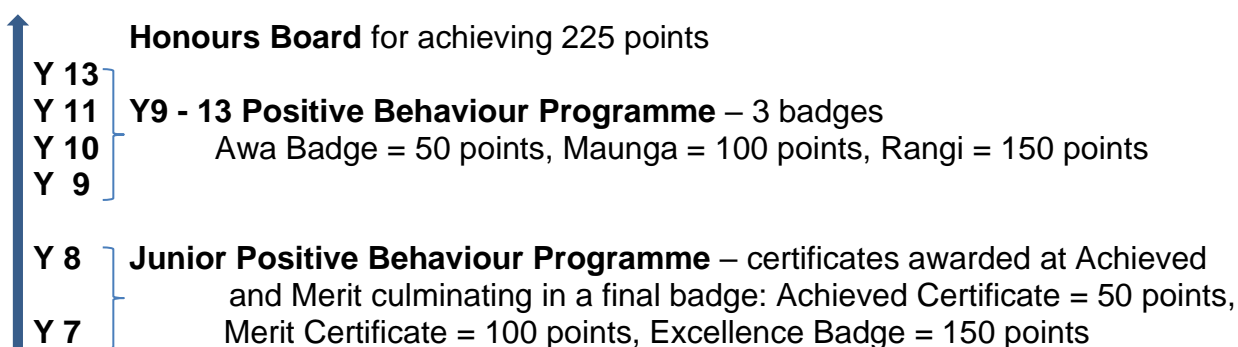 Honours Board for achieving 225 points
Y 13
Y 11 Y9 - 13 Positive Behaviour Programme – 3 badges
Y 10 Awa Badge = 50 points, Maunga = 100 points, Rangi = 150 points
Y 9
Y 8 Junior Positive Behaviour Programme – certificates awarded at Achieved
and Merit culminating in a final badge: Achieved Certificate = 50 points,
Y 7 Merit Certificate = 100 points, Excellence Badge = 150 points